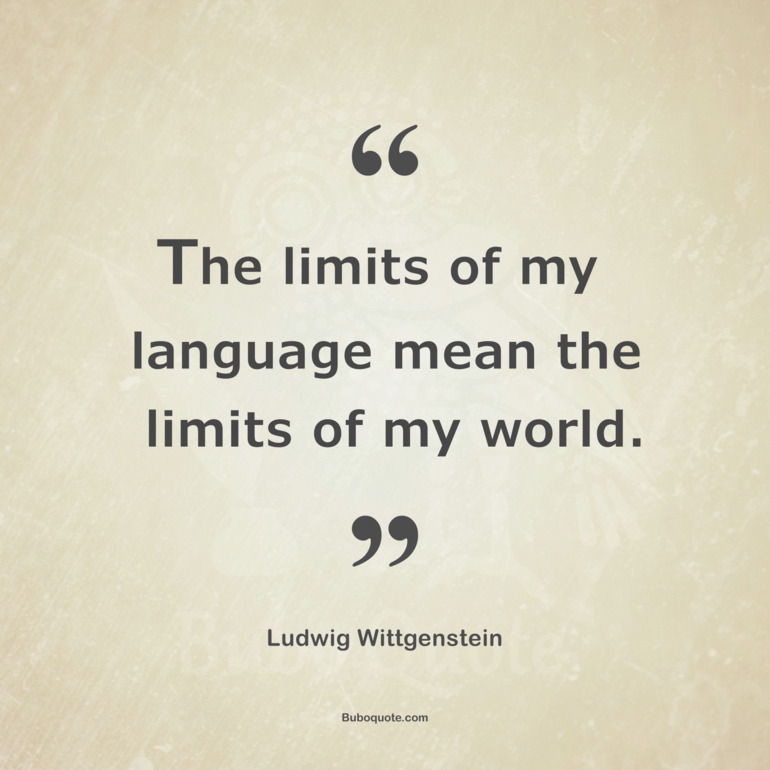 “
The limits of my
language mean the
limits of my world.
”
Ludwig Wittgenstein
Buboquote.com